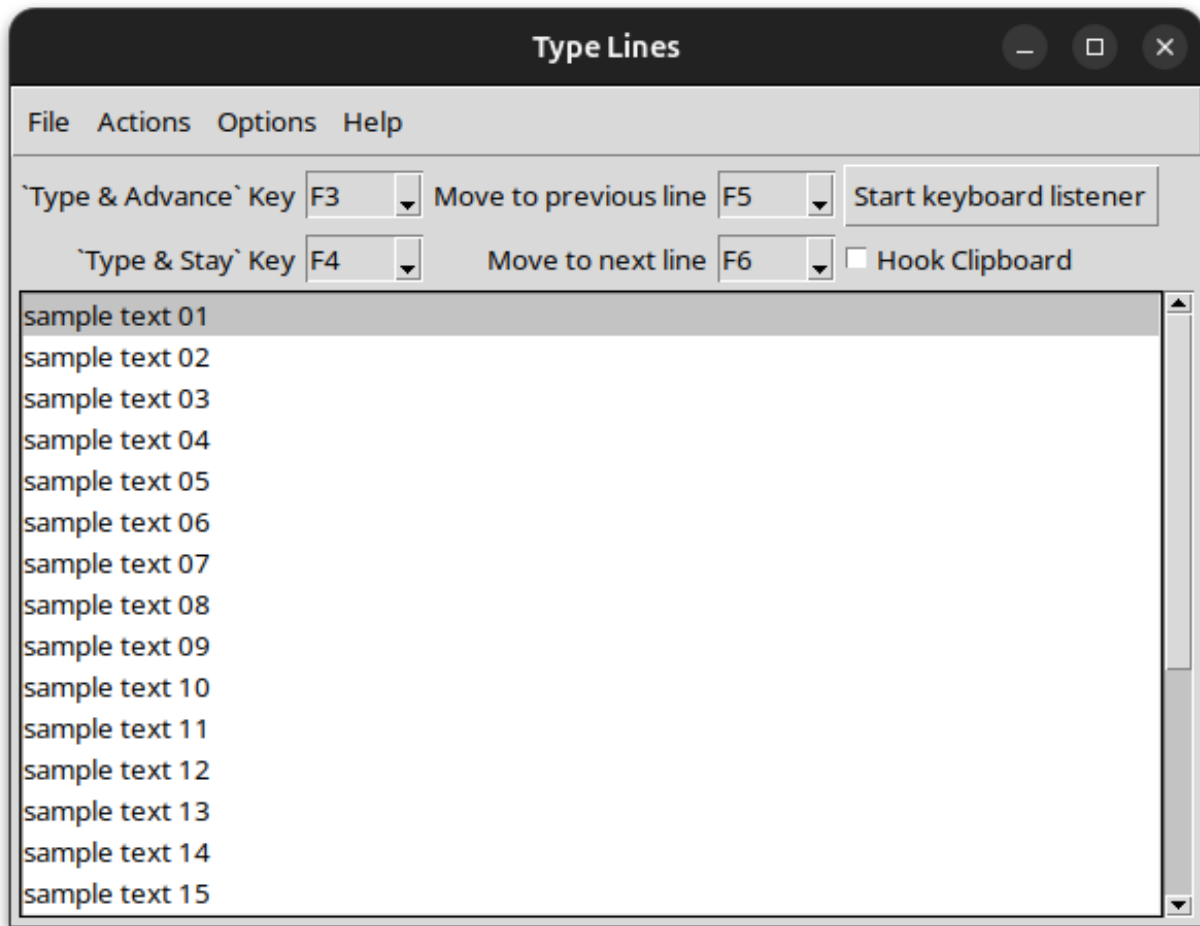 Type Lines
File Actions Options Help
`Type & Advance` Key F3 Move to previous line F5 Start keyboard listener
`Type & Stay` Key F4 Move to next line F6 Hook Clipboard
sample text 01
sample text 02
sample text 03
sample text 04
sample text 05
sample text 06
sample text 07
sample text 08
sample text 09
sample text 10
sample text 11
sample text 12
sample text 13
sample text 14
sample text 15